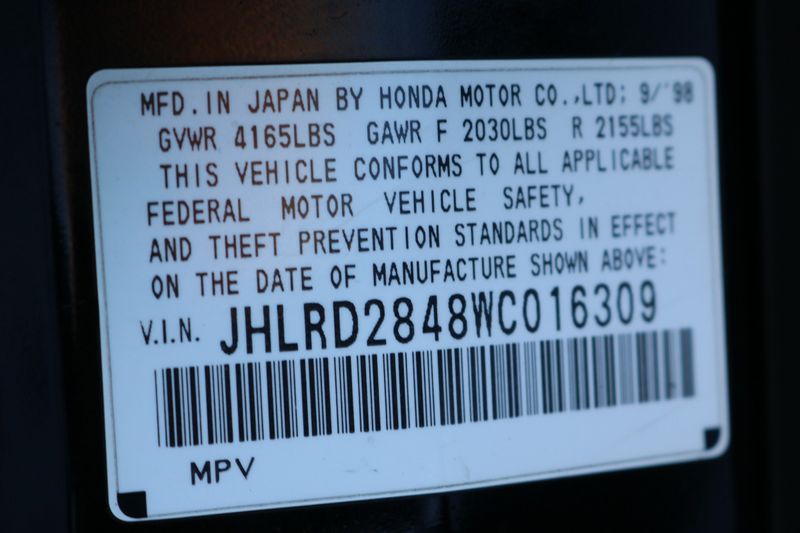 MFD. IN JAPAN BY HONDA MOTOR CO.,LTD: 9/'98
GVWR 4165LBS GAWR F 2030LBS R 2155LBS
THIS VEHICLE CONFORMS TO ALL APPLICABLE
FEDERAL MOTOR VEHICLE SAFETY,
AND THEFT PREVENTION STANDARDS IN EFFECT
ON THE DATE OF MANUFACTURE SHOWN ABOVE:
V.I.N. JHLRD2848WC016309
MPV